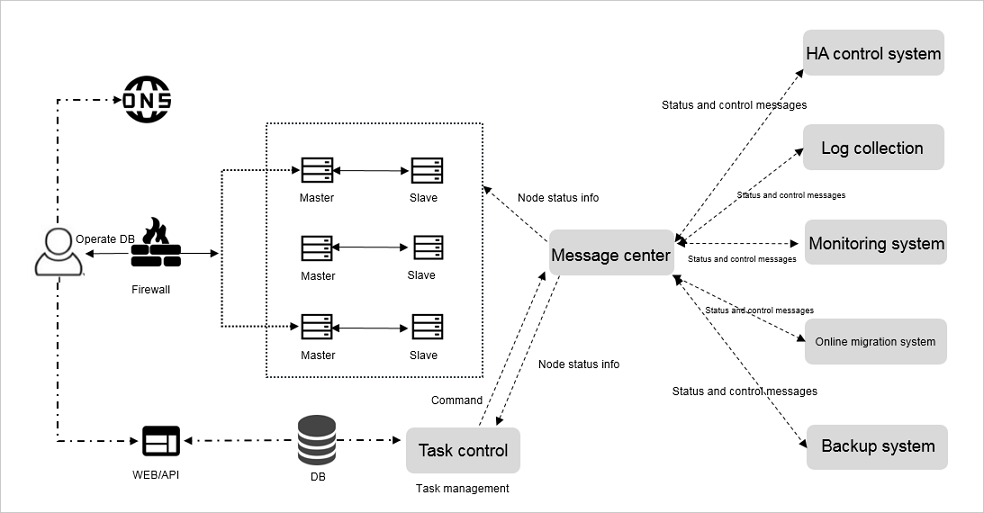 HA control system
DNS
Status and control messages
Log collection
Master
Slave
Node status info
Status and control messages
Operate DB
Message center
Monitoring system
Status and control messages
Master
Slave
Firewall
Status and control messages
Online migration system
Master
Slave
Node status info
Status and control messages
Command
Task control
Backup system
WEB/API
DB
Task management